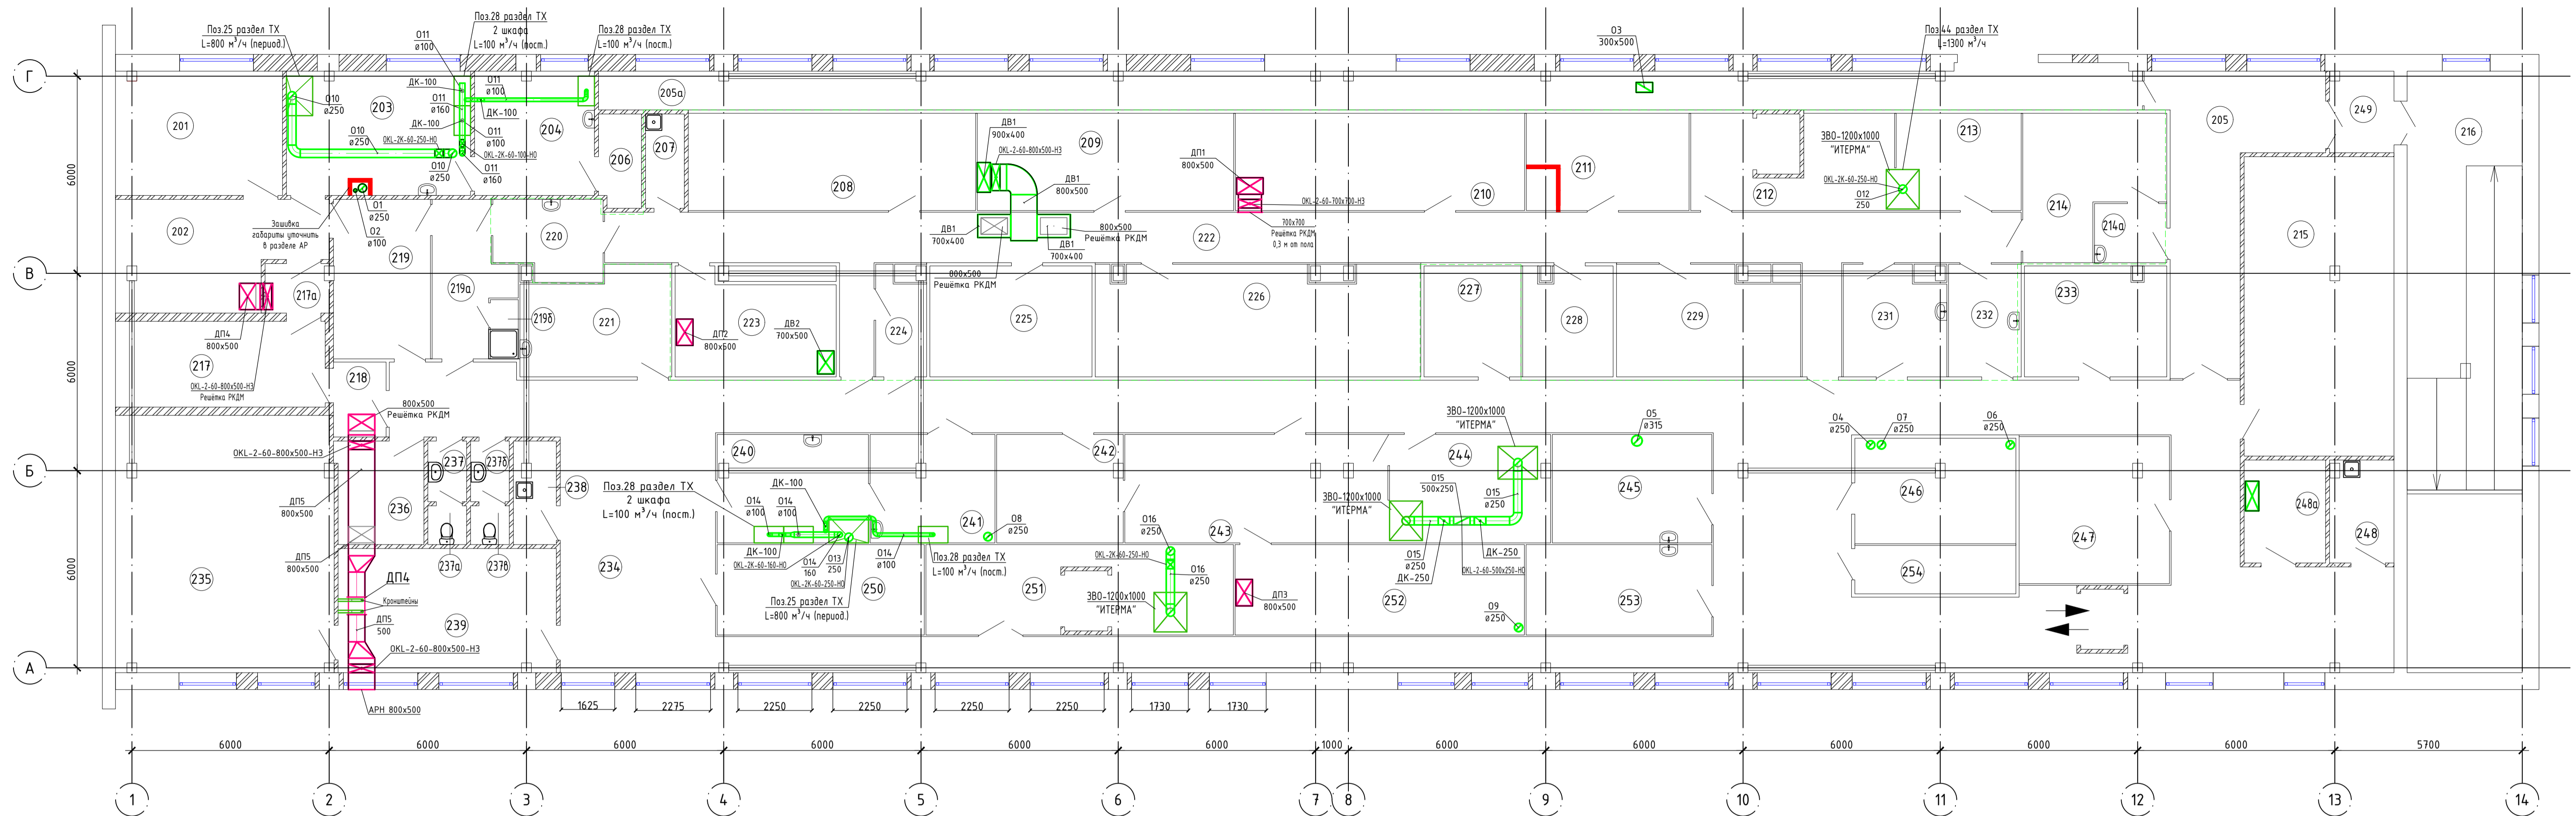 Поз.25 раздел ТХ
L=800 м³/ч (период.)
Поз.28 раздел ТХ
2 шкафа
L=100 м³/ч (пост.)
Поз.28 раздел ТХ
L=100 м³/ч (пост.)
О11
ø100
О3
300х500
Поз.44 раздел ТХ
L=1300 м³/ч
Г
201
О10
ø250
203
О10
ø250
OKL-2К-60-250-НО
О10
ø250
ДК-100
О11
ø160
ДК-100
О11
ø100
ДК-100
О11
ø100
OKL-2К-60-100-НО
О11
ø160
204
205а
206
207
208
ДВ1
900х400
OKL-2-60-800х500-НЗ
209
ДВ1
800х500
ДП1
800х500
OKL-2-60-700х700-НЗ
700х700
Решётка РКДМ
0,3 м от пола
210
211
212
ЗВО-1200х1000
"ИТЕРМА"
OKL-2К-60-250-НО
О12
250
213
214
214а
205
249
216
215
6000
202
Зашивка
габариты уточнить
в разделе АР
О1
ø250
О2
ø100
219
220
ДВ1
700х400
800х500
Решётка РКДМ
ДВ1
700х400
800х500
Решётка РКДМ
222
В
217а
219а
219б
221
ДП4
800х500
217
OKL-2-60-800х500-НЗ
Решётка РКДМ
218
ДП2
800х500
223
ДВ2
700х500
224
225
226
227
228
229
231
232
233
6000
800х500
Решётка РКДМ
OKL-2-60-800х500-НЗ
240
242
ЗВО-1200х1000
"ИТЕРМА"
244
О5
ø315
О4
ø250
О7
ø250
О6
ø250
Б
237
237б
238
236
ДП5
800х500
Поз.28 раздел ТХ
2 шкафа
L=100 м³/ч (пост.)
ДК-100
О14
ø100
О14
ø100
ДК-100
OKL-2К-60-160-НО
О14
160
О13
250
OKL-2К-60-250-НО
О14
ø100
Поз.25 раздел ТХ
L=800 м³/ч (период.)
Поз.28 раздел ТХ
L=100 м³/ч (пост.)
241
О8
ø250
243
О16
ø250
OKL-2К-60-250-НО
О16
ø250
ЗВО-1200х1000
"ИТЕРМА"
ЗВО-1200х1000
"ИТЕРМА"
О15
500х250
О15
ø250
О15
ø250
ДК-250
ДК-250
OKL-2-60-500х250-НО
245
246
247
248а
248
235
ДП5
800х500
237а
237в
234
250
251
ДП3
800х500
252
О9
ø250
253
254
6000
ДП4
Кронштейны
ДП5
500
239
OKL-2-60-800х500-НЗ
А
АРН 800х500
1625
2275
2250
2250
2250
2250
1730
1730
6000
6000
6000
6000
6000
6000
1000
6000
6000
6000
6000
6000
5700
1
2
3
4
5
6
7
8
9
10
11
12
13
14